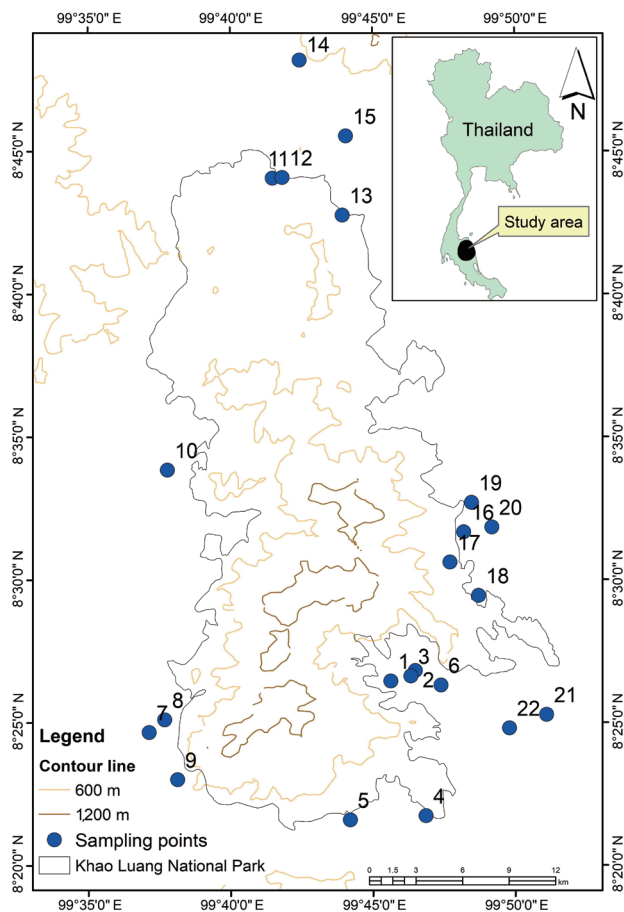 99°35'0" E 99°40'0" E 99°45'0" E 99°50'0" E
14
15
11 12
13
Thailand
N
Study area
8°45'0" N 8°45'0" N
8°40'0" N 8°40'0" N
8°35'0" N 8°35'0" N
10
19
16 20
17
8°30'0" N 8°30'0" N
18
1 3
2 6
7 8
22 21
8°25'0" N 8°25'0" N
9
5 4
8°20'0" N 8°20'0" N
Legend
Contour line
600 m
1,200 m
Sampling points
Khao Luang National Park
0 1.5 3 6 9 12
km
99°35'0" E 99°40'0" E 99°45'0" E 99°50'0" E